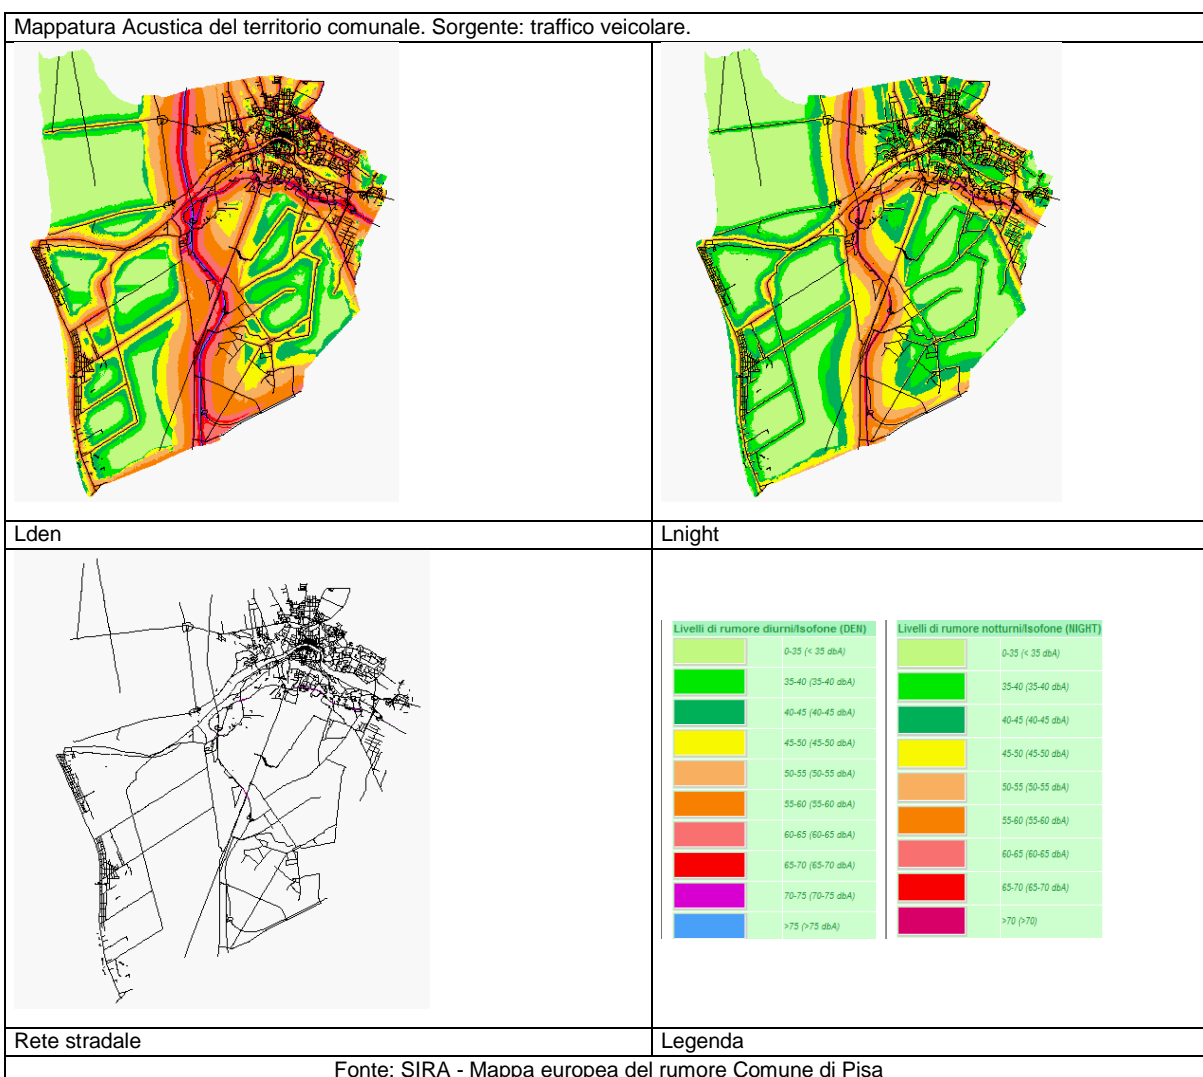 Mappatura Acustica del territorio comunale. Sorgente: traffico veicolare.
Lden
Lnight
Livelli di rumore diurni/Isofone (DEN)
0-35 (< 35 dbA)
35-40 (35-40 dbA)
40-45 (40-45 dbA)
45-50 (45-50 dbA)
50-55 (50-55 dbA)
55-60 (55-60 dbA)
60-65 (60-65 dbA)
65-70 (65-70 dbA)
70-75 (70-75 dbA)
>75 (>75 dbA)
Livelli di rumore notturni/Isofone (NIGHT)
0-35 (< 35 dbA)
35-40 (35-40 dbA)
40-45 (40-45 dbA)
45-50 (45-50 dbA)
50-55 (50-55 dbA)
55-60 (55-60 dbA)
60-65 (60-65 dbA)
65-70 (65-70 dbA)
>70 (>70)
Rete stradale
Legenda
Fonte: SIRA - Mappa europea del rumore Comune di Pisa